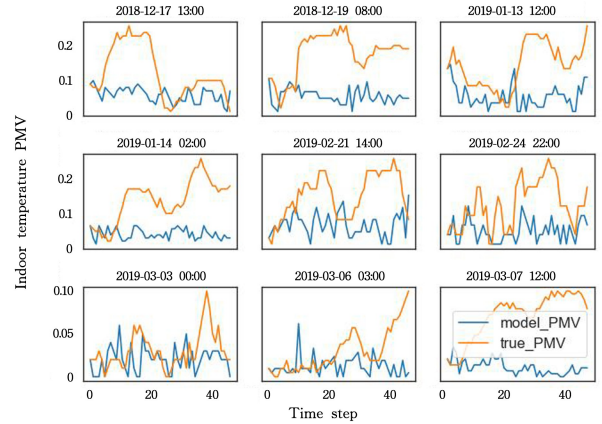 2018-12-17 13:00 2018-12-19 08:00 2019-01-13 12:00
0.2
0.1
0
2019-01-14 02:00 2019-02-21 14:00 2019-02-24 22:00
0.2
0.1
0
Indoor temperature PMV
2019-03-03 00:00 2019-03-06 03:00 2019-03-07 12:00
0.10
0.05
0
model_PMV
true_PMV
0 20 40 0 20 40 0 20 40
Time step